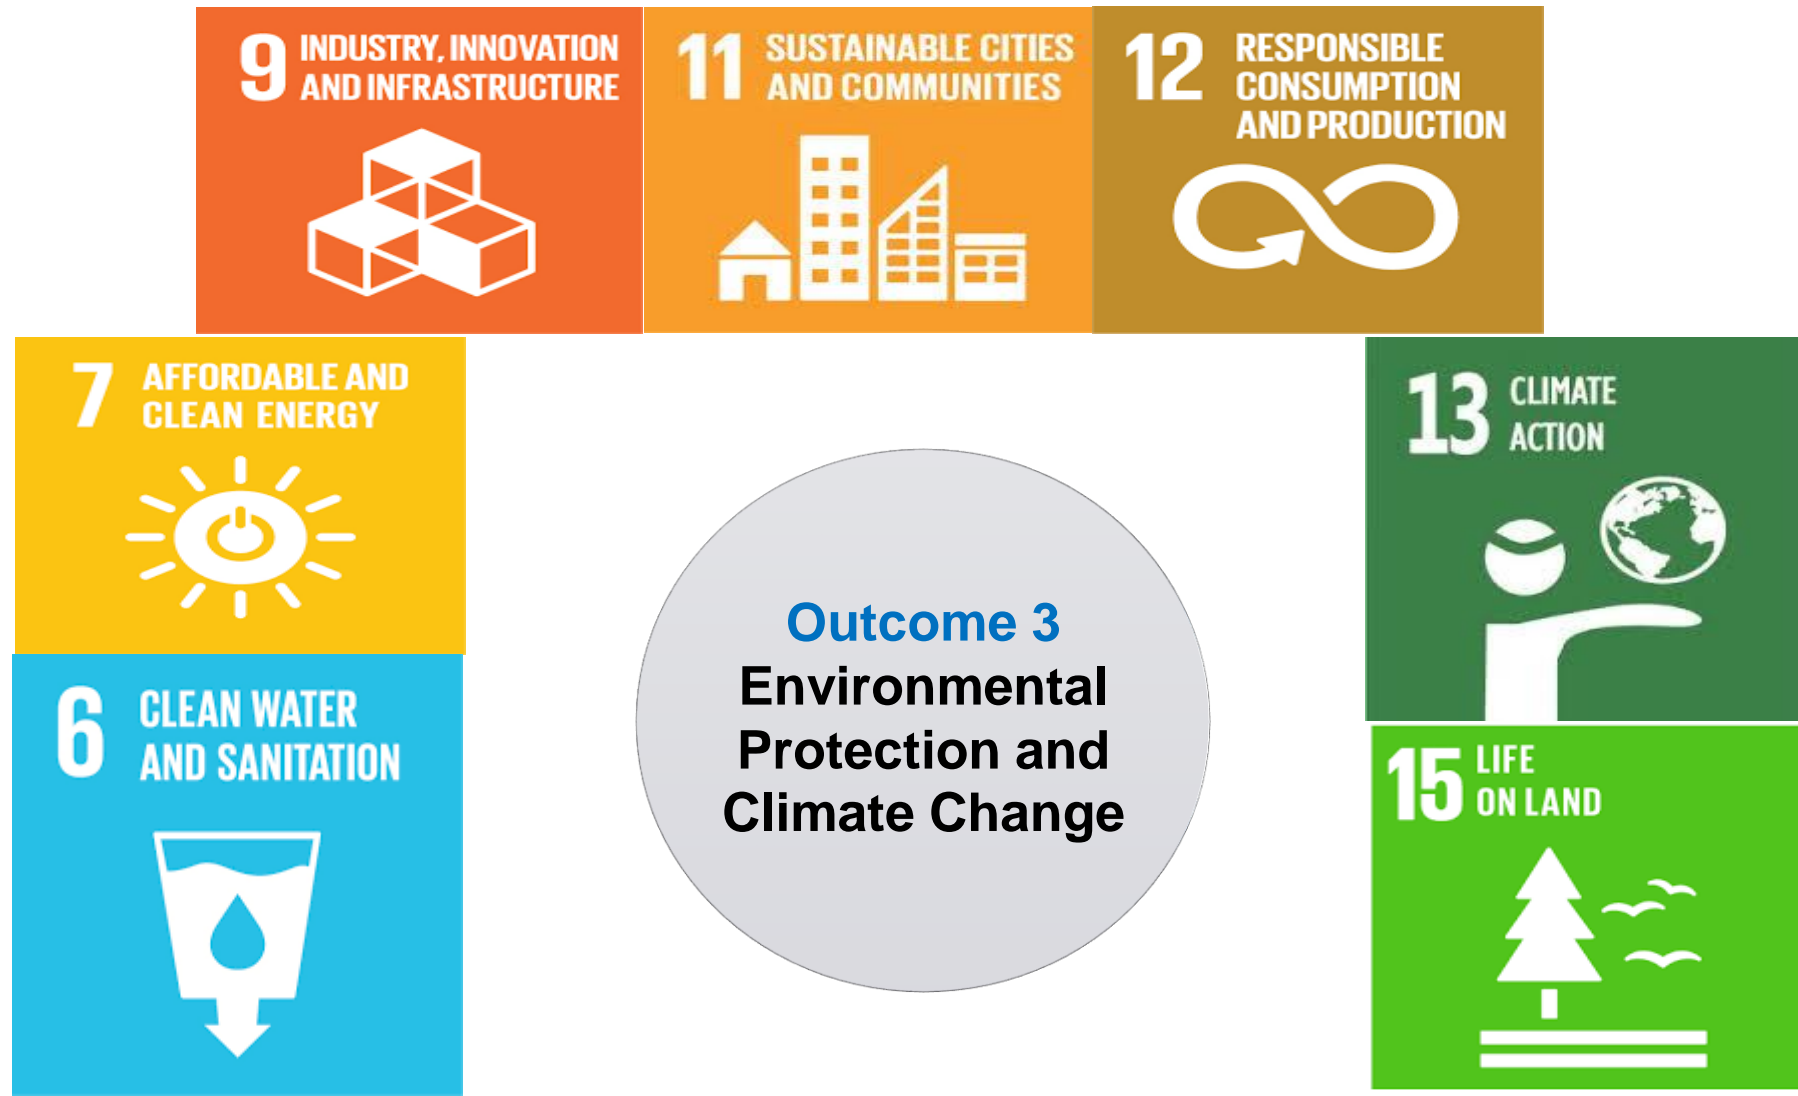 9 INDUSTRY, INNOVATION
AND INFRASTRUCTURE
11 SUSTAINABLE CITIES
AND COMMUNITIES
12 RESPONSIBLE
CONSUMPTION
AND PRODUCTION
7 AFFORDABLE AND
CLEAN ENERGY
13 CLIMATE
ACTION
Outcome 3
Environmental
Protection and
Climate Change
6 CLEAN WATER
AND SANITATION
15 LIFE
ON LAND